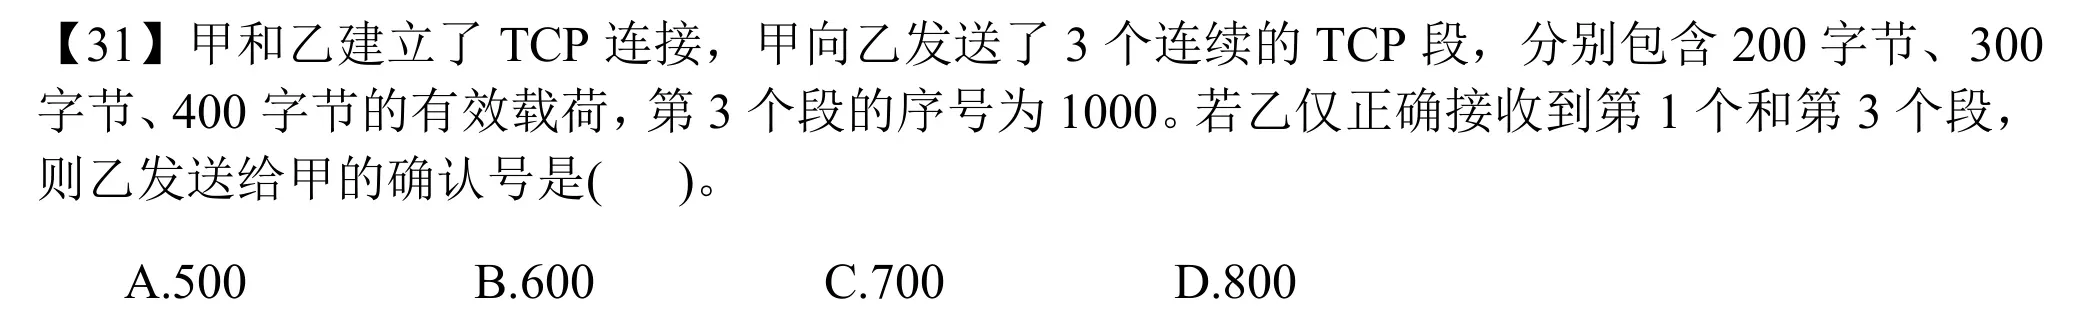 【31】甲和乙建立了 TCP 连接，甲向乙发送了 3 个连续的 TCP 段，分别包含 200 字节、300
字节、400 字节的有效载荷，第 3 个段的序号为 1000。若乙仅正确接收到第 1 个和第 3 个段，
则乙发送给甲的确认号是(    )。
A.500 B.600 C.700 D.800